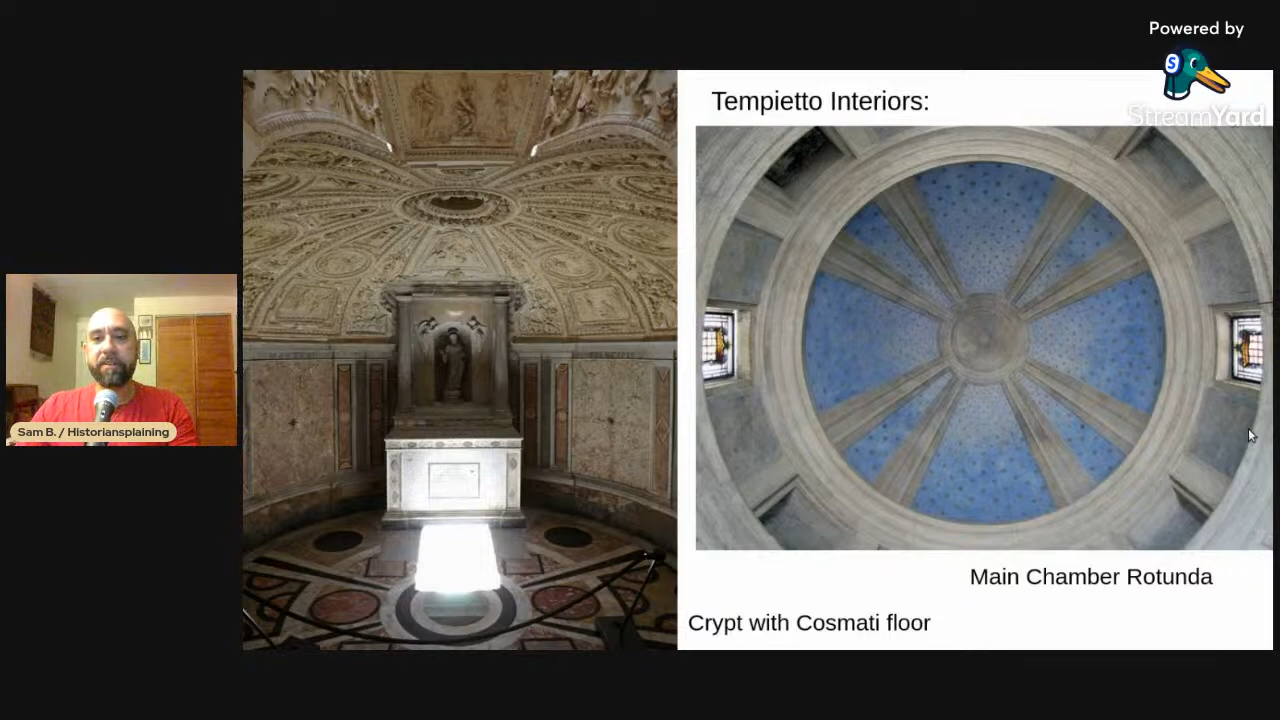 Powered by
S
StreamYard
Tempietto Interiors:
Sam B. / Historiansplaining
Main Chamber Rotunda
Crypt with Cosmati floor